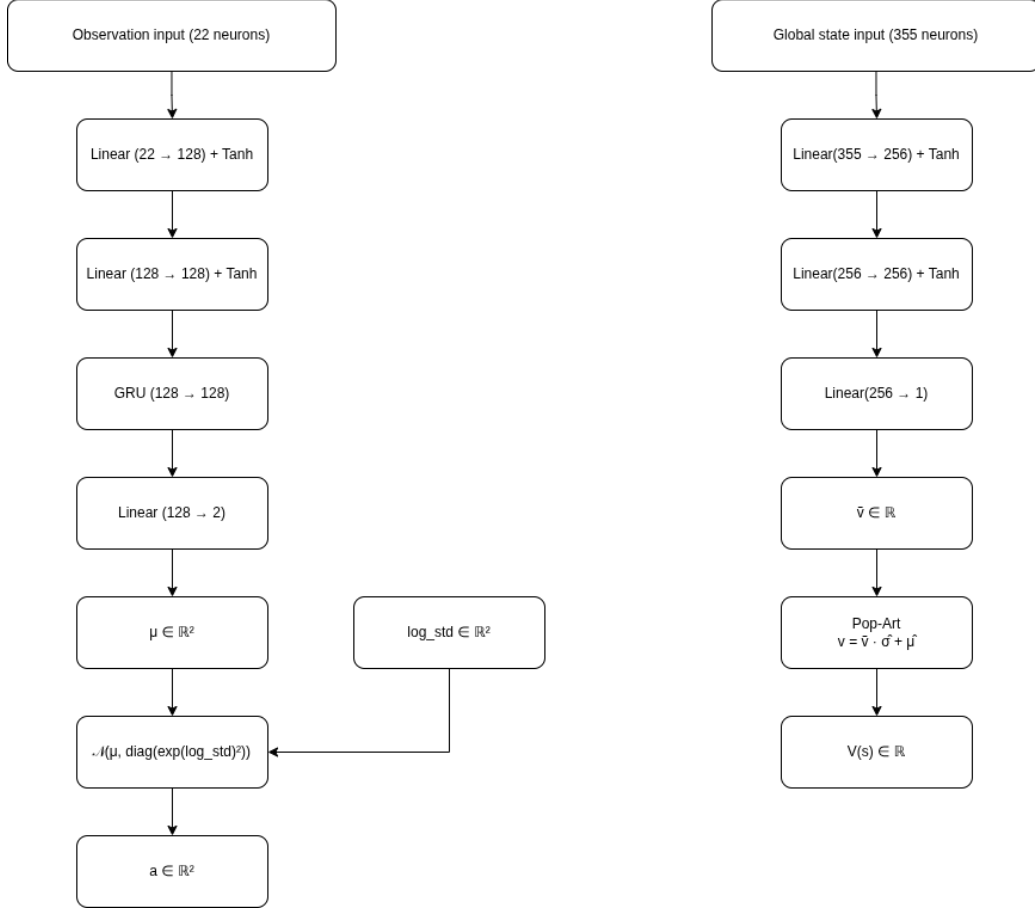 Observation input (22 neurons)
Linear (22 → 128) + Tanh
Linear (128 → 128) + Tanh
GRU (128 → 128)
Linear (128 → 2)
μ ∈ ℝ²
log_std ∈ ℝ²
𝒩(μ, diag(exp(log_std)²))
a ∈ ℝ²
Global state input (355 neurons)
Linear(355 → 256) + Tanh
Linear(256 → 256) + Tanh
Linear(256 → 1)
v̄ ∈ ℝ
Pop-Art
v = v̄ · σ̂ + μ̂
V(s) ∈ ℝ